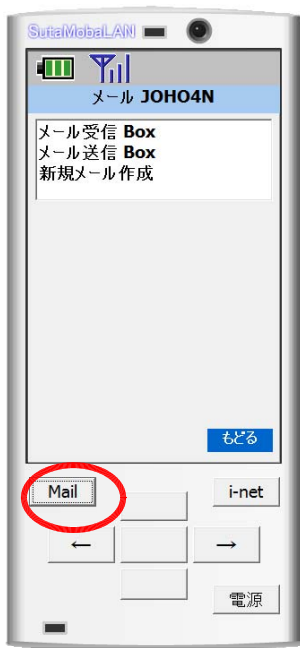 SutaMobaLAN
メール JOHO4N
メール受信 Box
メール送信 Box
新規メール作成
もどる
Mail
i-net
←
→
電源